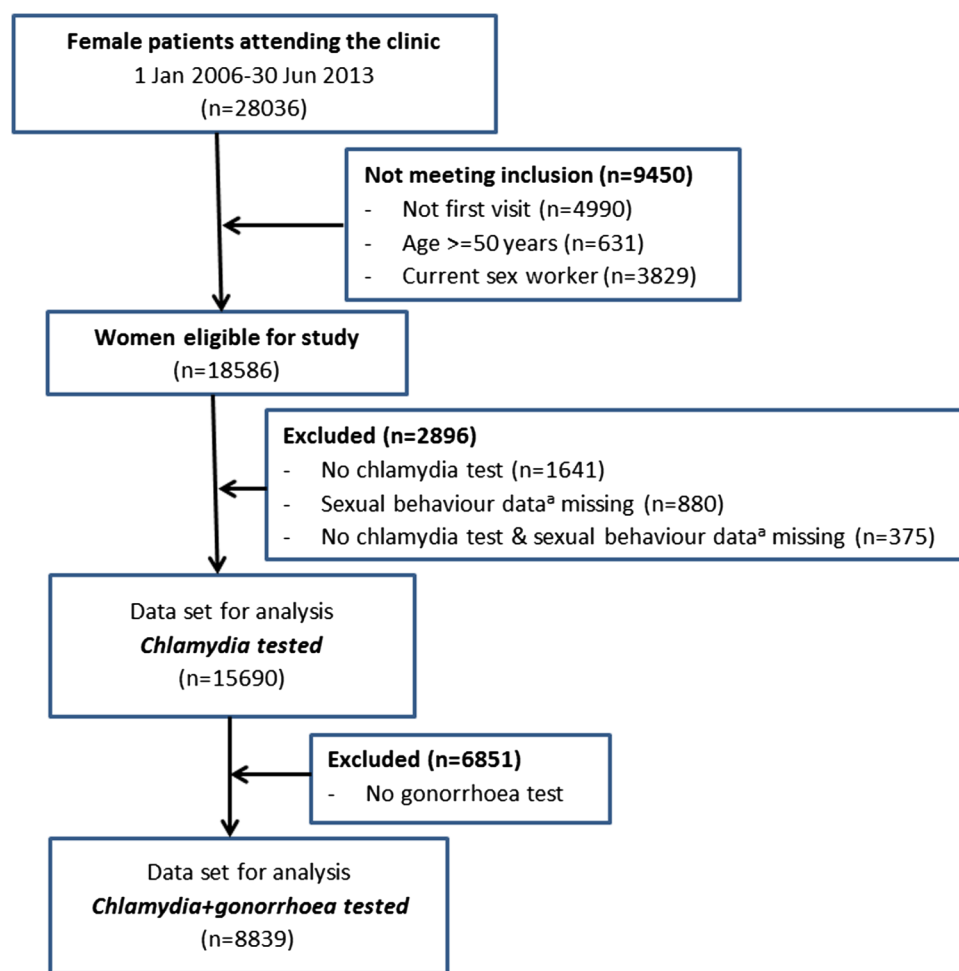 Female patients attending the clinic
1 Jan 2006-30 Jun 2013
(n=28036)
Not meeting inclusion (n=9450)
- Not first visit (n=4990)
- Age >=50 years (n=631)
- Current sex worker (n=3829)
Women eligible for study
(n=18586)
Excluded (n=2896)
- No chlamydia test (n=1641)
- Sexual behaviour dataᵃ missing (n=880)
- No chlamydia test & sexual behaviour dataᵃ missing (n=375)
Data set for analysis
Chlamydia tested
(n=15690)
Excluded (n=6851)
- No gonorrhoea test
Data set for analysis
Chlamydia+gonorrhoea tested
(n=8839)